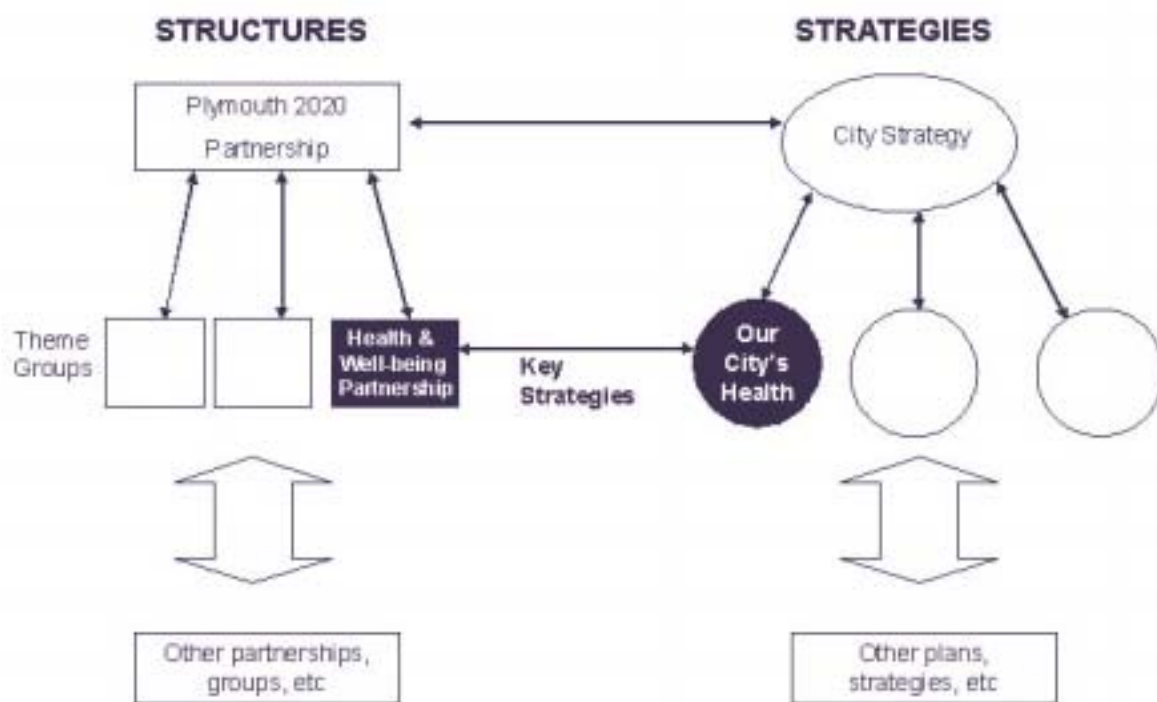 STRUCTURES
STRATEGIES
Plymouth 2020
Partnership
City Strategy
Theme
Groups
Health &
Well-being
Partnership
Key
Strategies
Our
City's
Health
Other partnerships,
groups, etc
Other plans,
strategies, etc